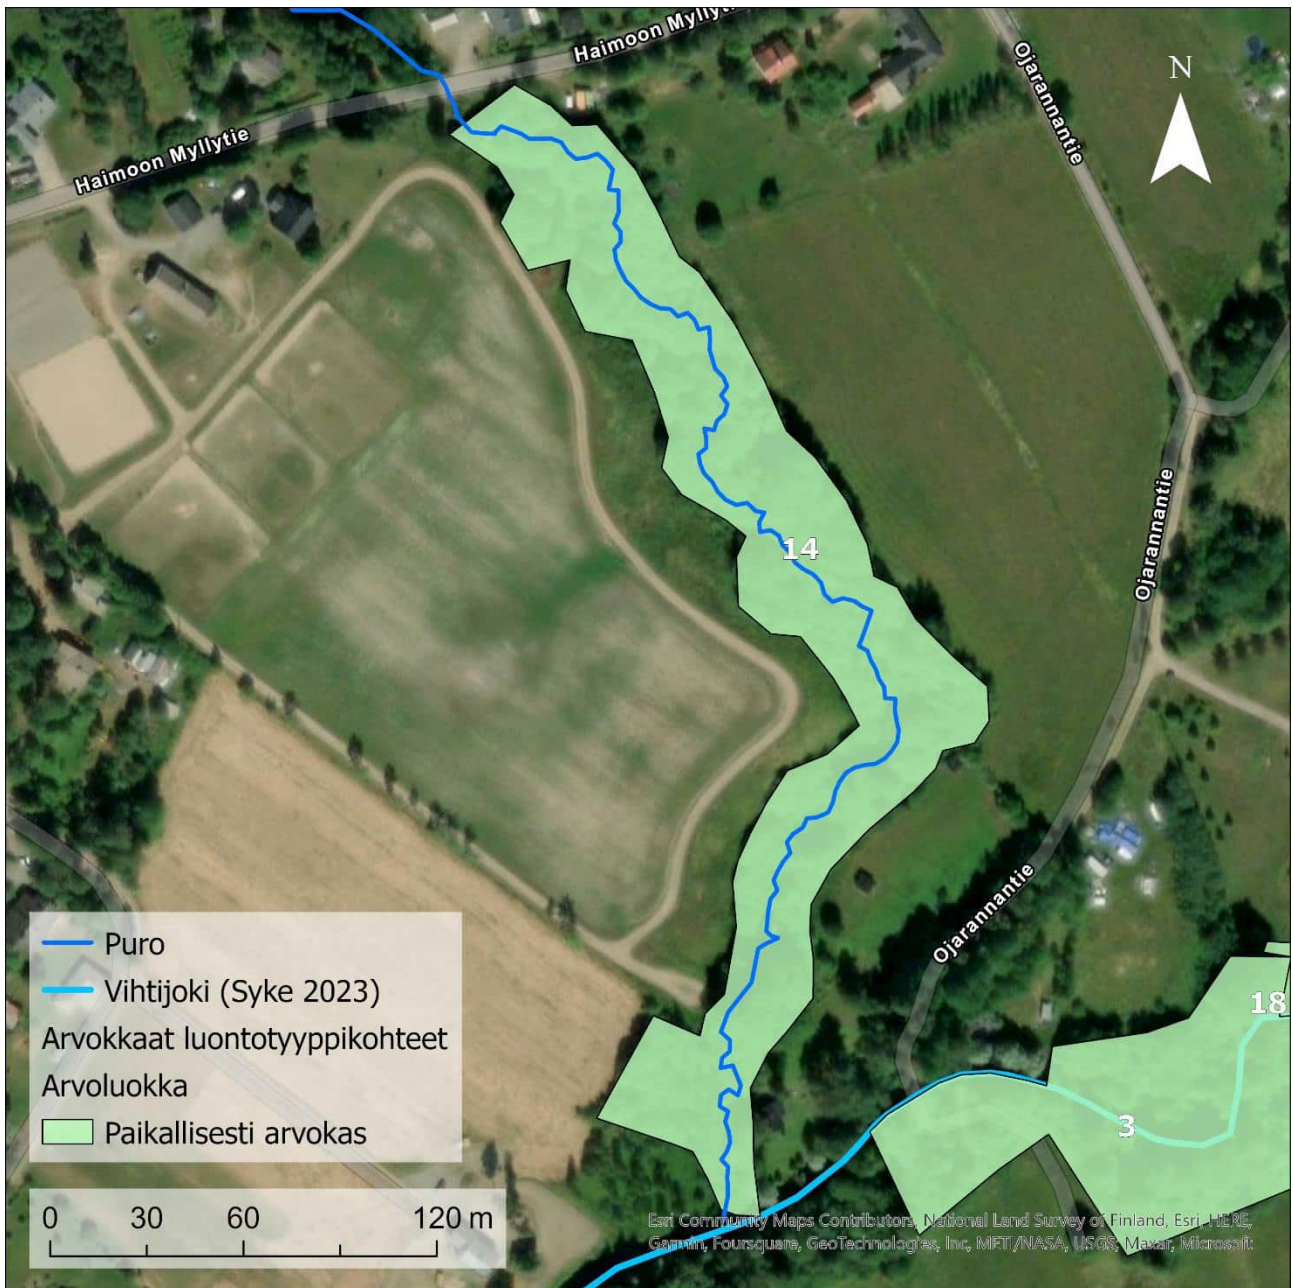 Haimoon Myllytie
Haimoon Myllytie
Ojarannantie
N
14
Ojarannantie
Ojarannantie
18
3
Puro
Vihtijoki (Syke 2023)
Arvokkaat luontotyyppikohteet
Arvoluokka
Paikallisesti arvokas
0 30 60 120 m
Esri Community Maps Contributors, National Land Survey of Finland, Esri, HERE,
Garmin, Foursquare, GeoTechnologies, Inc, METI/NASA, USGS, Maxar, Microsoft